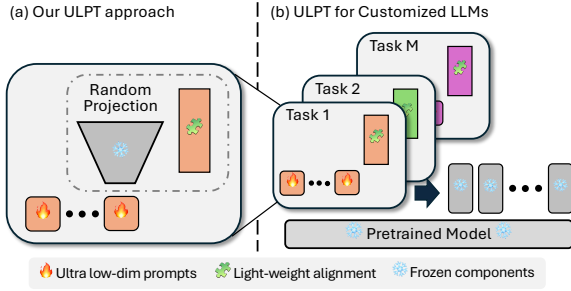 (a) Our ULPT approach
(b) ULPT for Customized LLMs
Random
Projection
Task M
Task 2
Task 1
Pretrained Model
Ultra low-dim prompts
Light-weight alignment
Frozen components